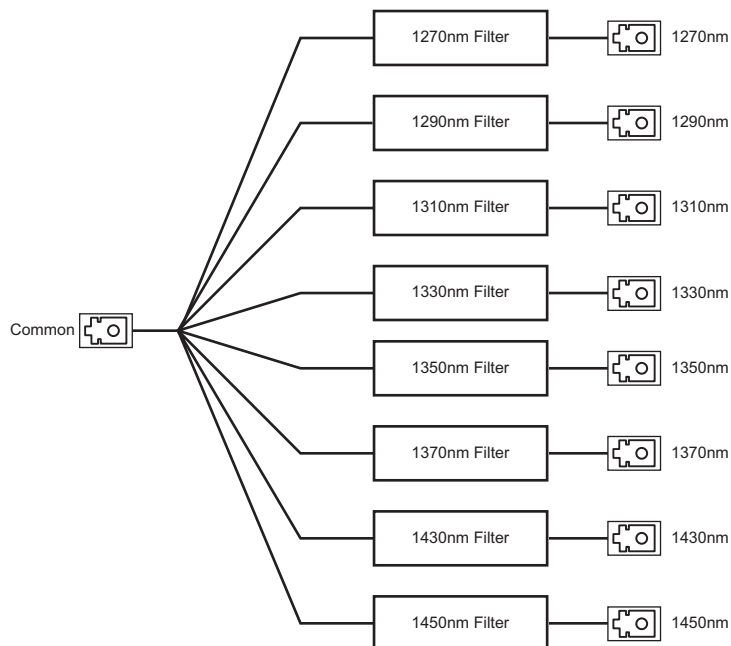 1270nm Filter 1270nm
1290nm Filter 1290nm
1310nm Filter 1310nm
1330nm Filter 1330nm
Common
1350nm Filter 1350nm
1370nm Filter 1370nm
1430nm Filter 1430nm
1450nm Filter 1450nm